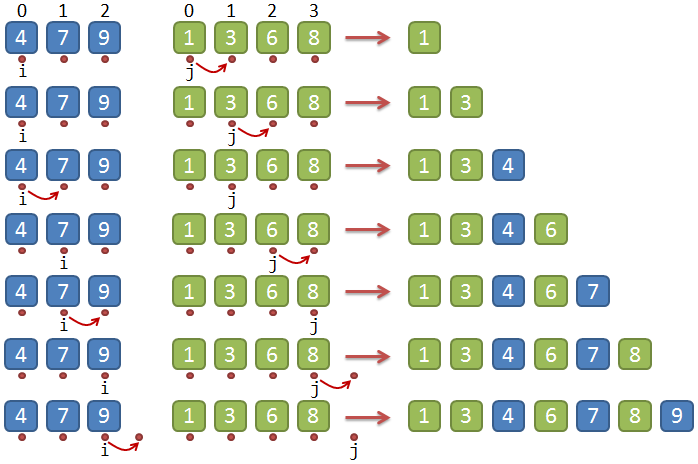 0 1 2 0 1 2 3
4 7 9 1 3 6 8 1
i j
4 7 9 1 3 6 8 1 3
i j
4 7 9 1 3 6 8 1 3 4
i j
4 7 9 1 3 6 8 1 3 4 6
i j
4 7 9 1 3 6 8 1 3 4 6 7
i j
4 7 9 1 3 6 8 1 3 4 6 7 8
i j
4 7 9 1 3 6 8 1 3 4 6 7 8 9
i j